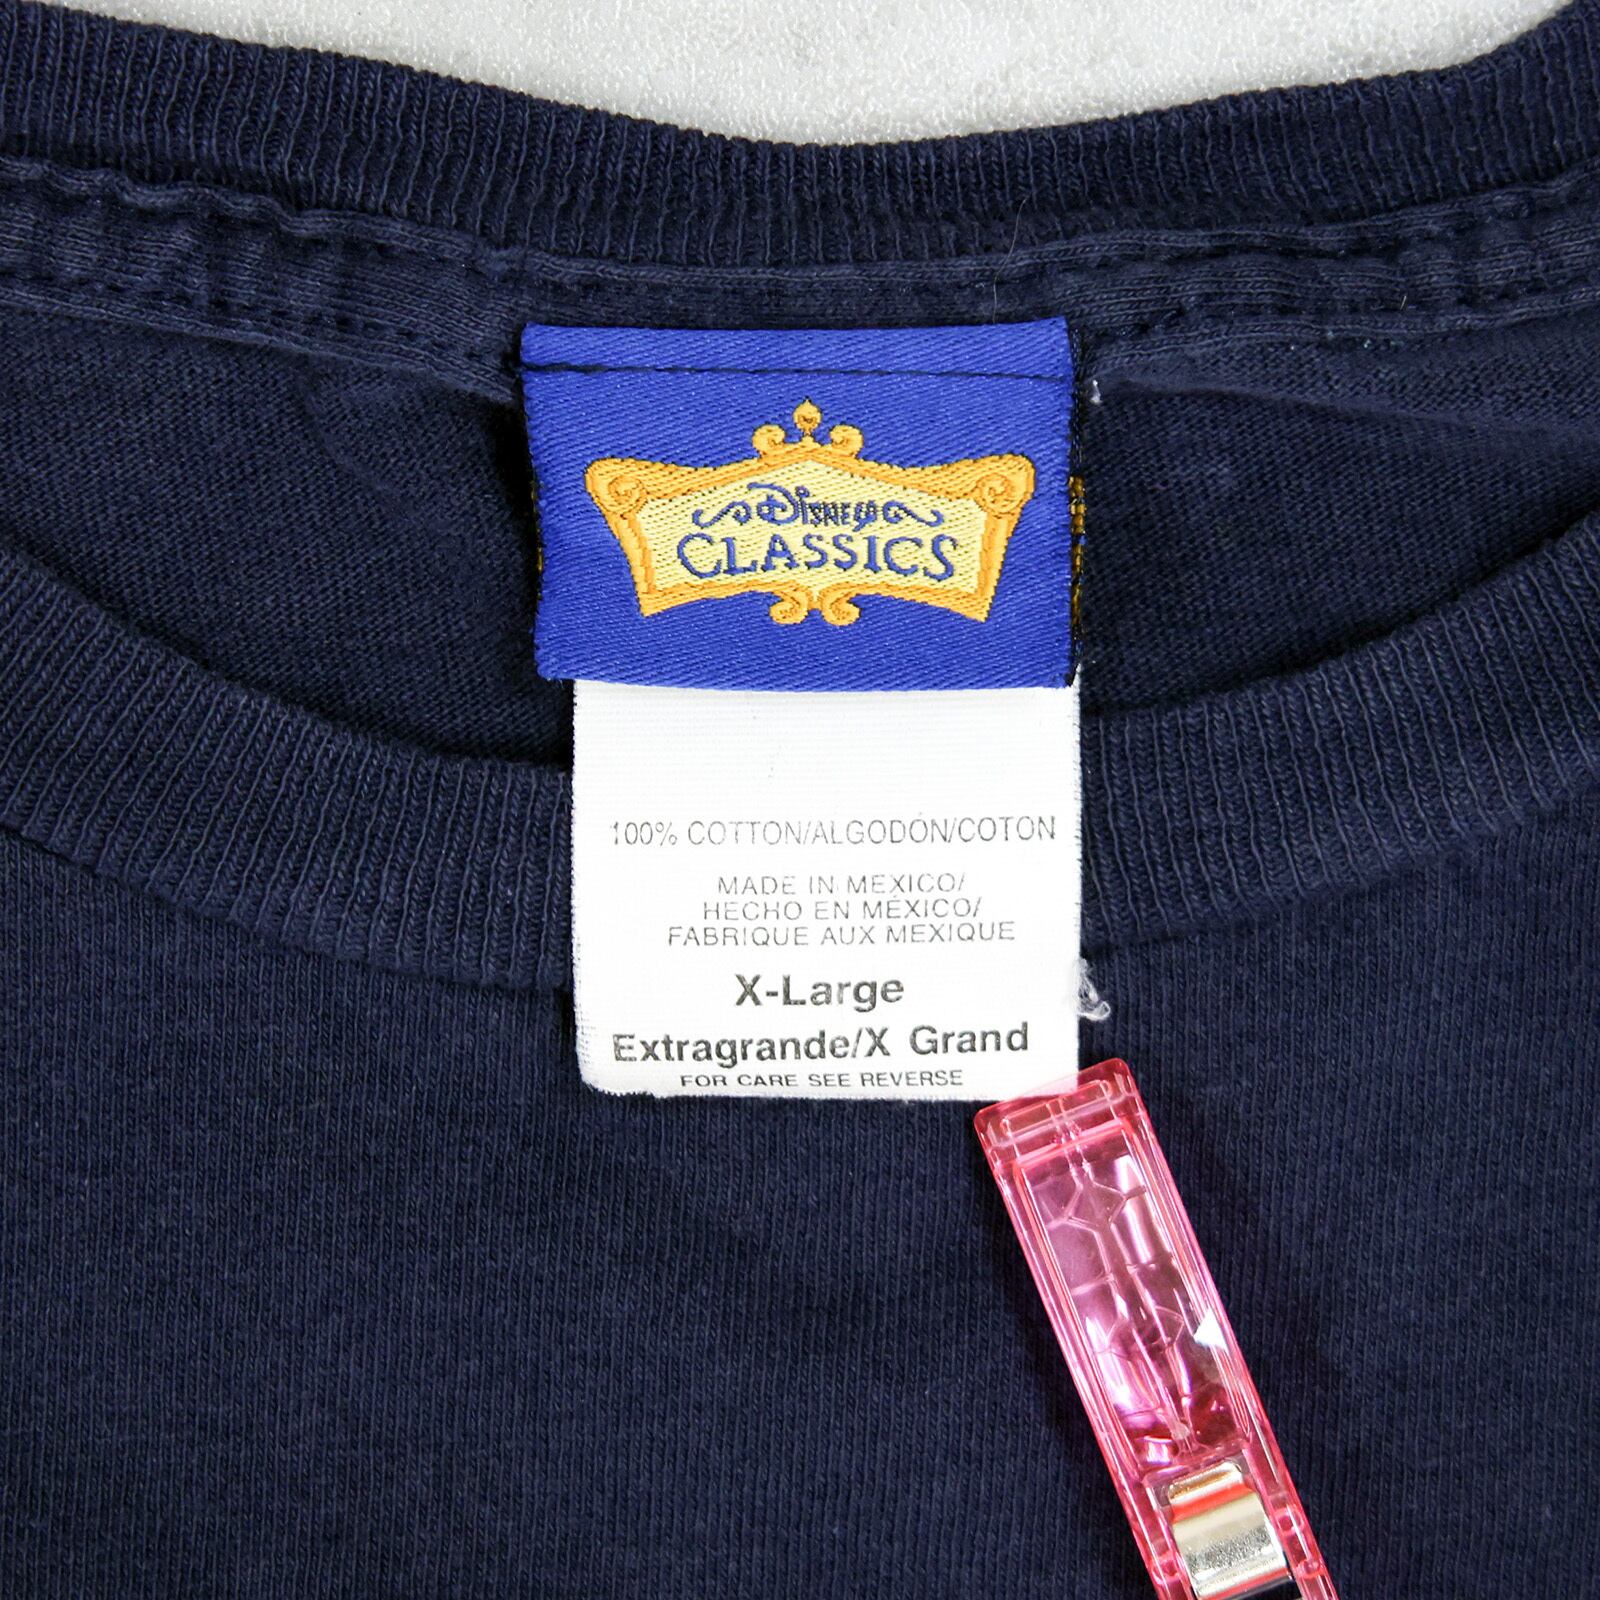 DISNEY
CLASSICS
100% COTTON/ALGODÓN/COTON
MADE IN MEXICO/
HECHO EN MÉXICO/
FABRIQUE AUX MEXIQUE
X-Large
Extragrande/X Grand
FOR CARE SEE REVERSE